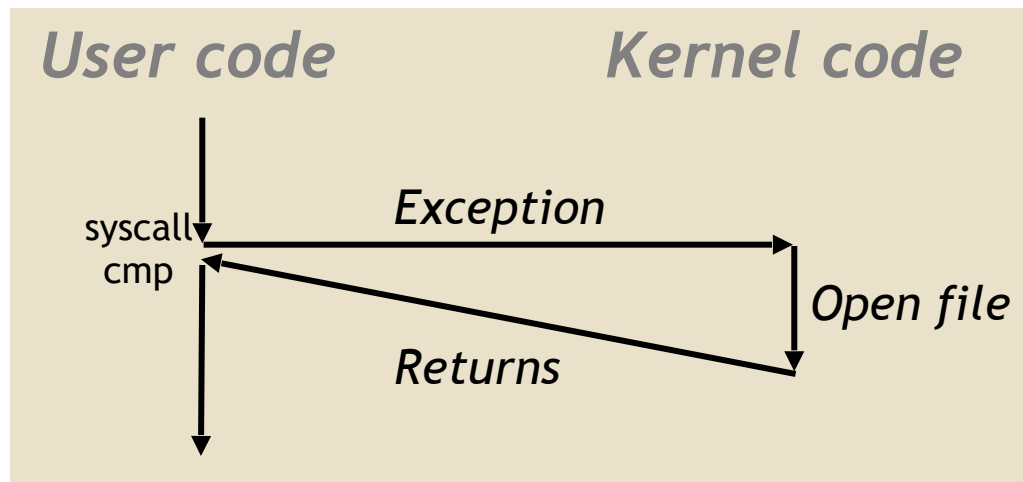 User code
Kernel code
Exception
syscall
cmp
Open file
Returns